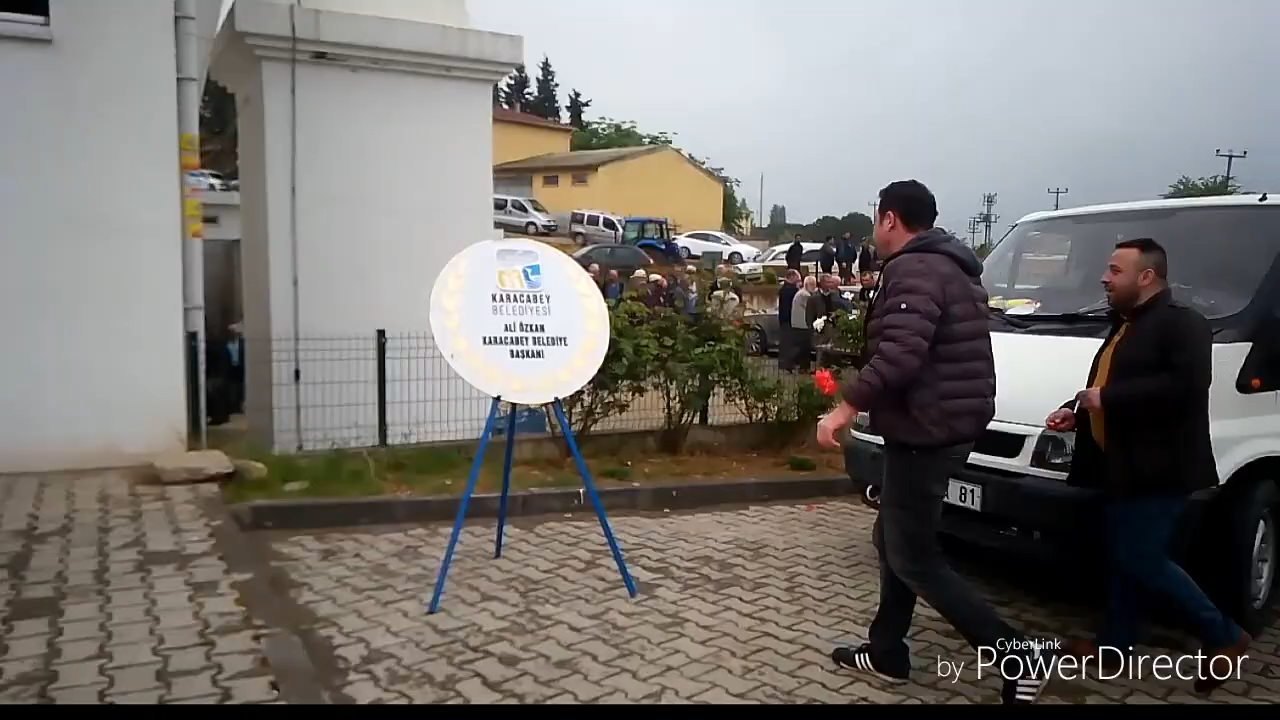 KARACABEY
BELEDİYESİ
ALİ ÖZKAN
KARACABEY BELEDİYE
BAŞKANI
81
CyberLink
by PowerDirector